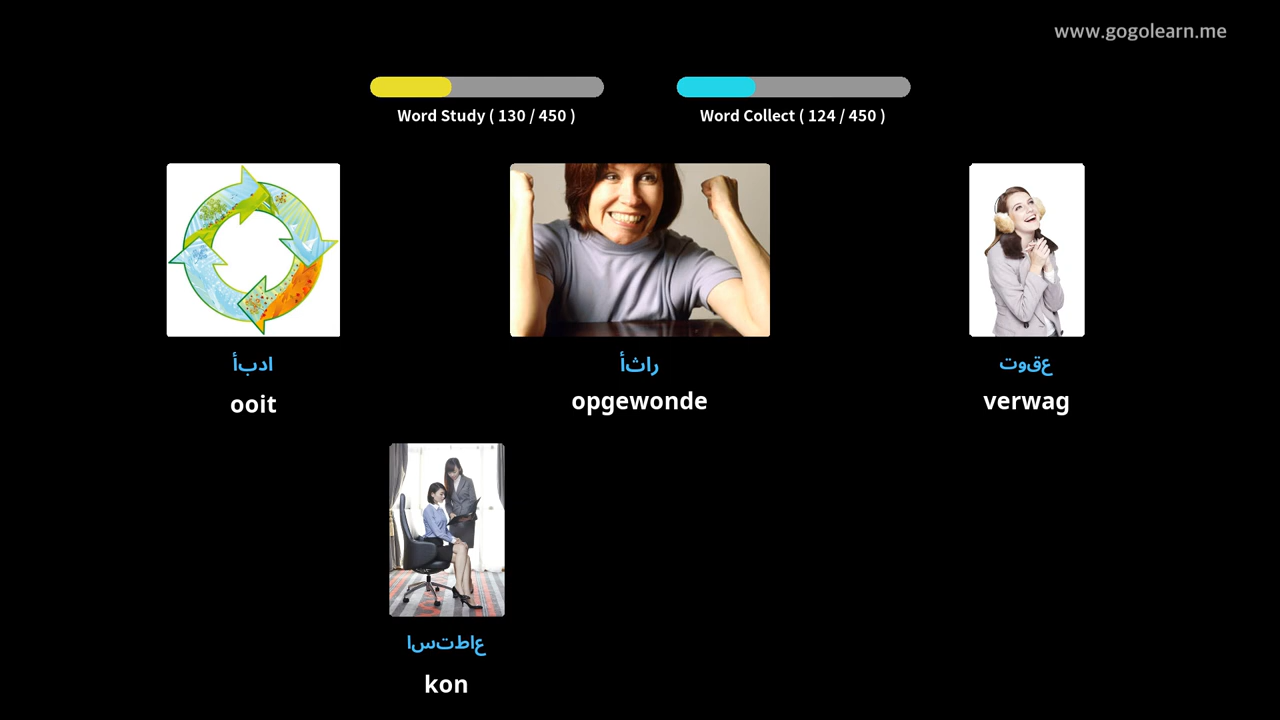 www.gogolearn.me
Word Study ( 130 / 450 )
Word Collect ( 124 / 450 )
ادبأ
ooit
راثأ
opgewonde
عقوت
verwag
عاطتسا
kon